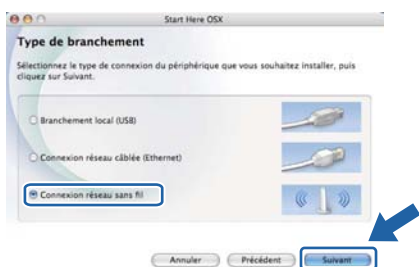 Start Here OSX
Type de branchement
Sélectionnez le type de connexion du périphérique que vous souhaitez installer, puis
cliquez sur Suivant.
Branchement local (USB)
Connexion réseau câblée (Ethernet)
Connexion réseau sans fil
Annuler Précédent Suivant